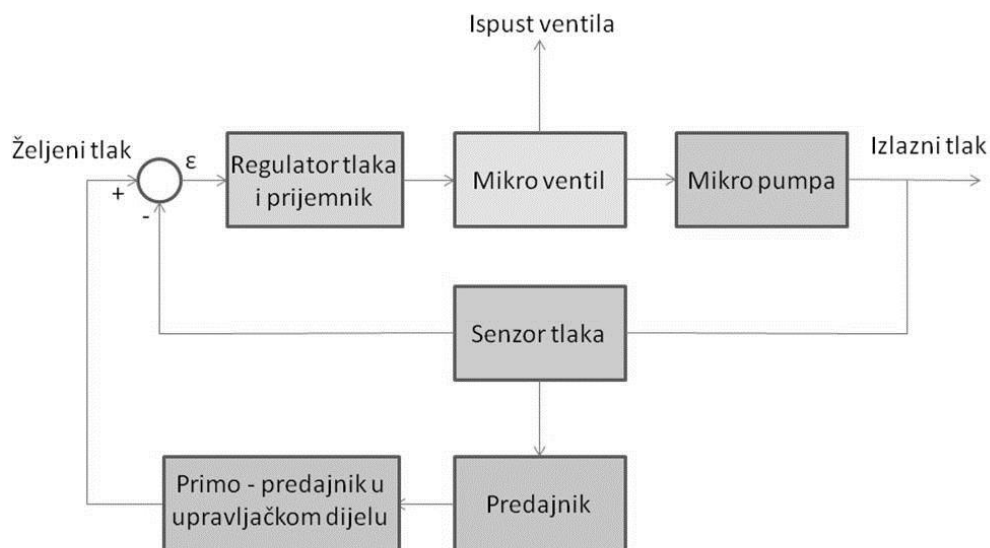 Ispust ventila
Željeni tlak
+
-
ε
Regulator tlaka
i prijemnik
Mikro ventil
Mikro pumpa
Izlazni tlak
Senzor tlaka
Primo - predajnik u
upravljačkom dijelu
Predajnik